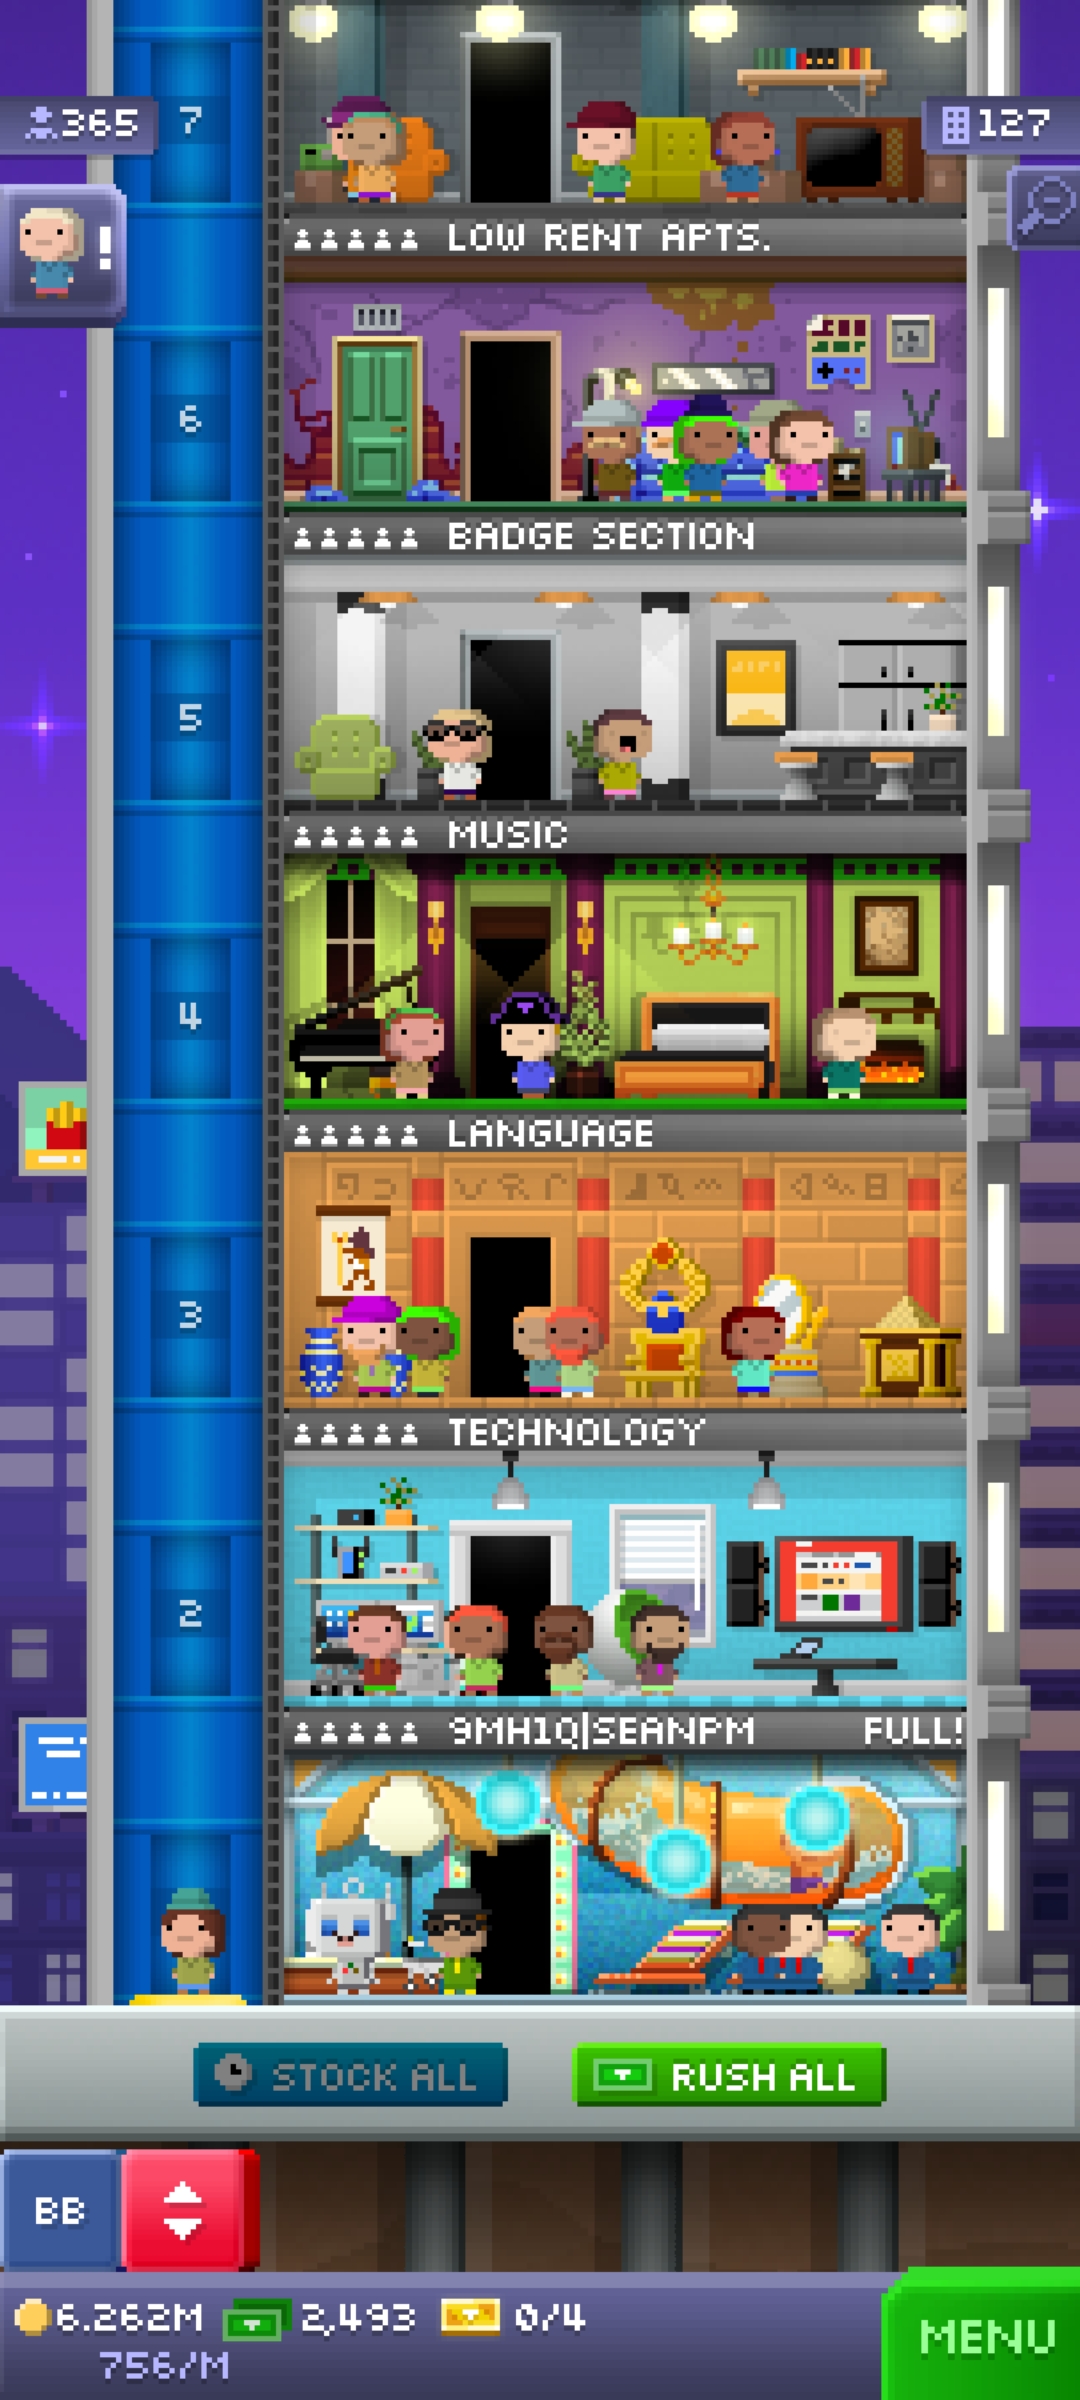 365
7
127
!
LOW RENT APTS.
6
BADGE SECTION
5
MUSIC
4
LANGUAGE
3
TECHNOLOGY
2
9MH1Q|SEANPM FULL!
STOCK ALL
RUSH ALL
BB
6.262M 2,493 0/4
756/M
MENU